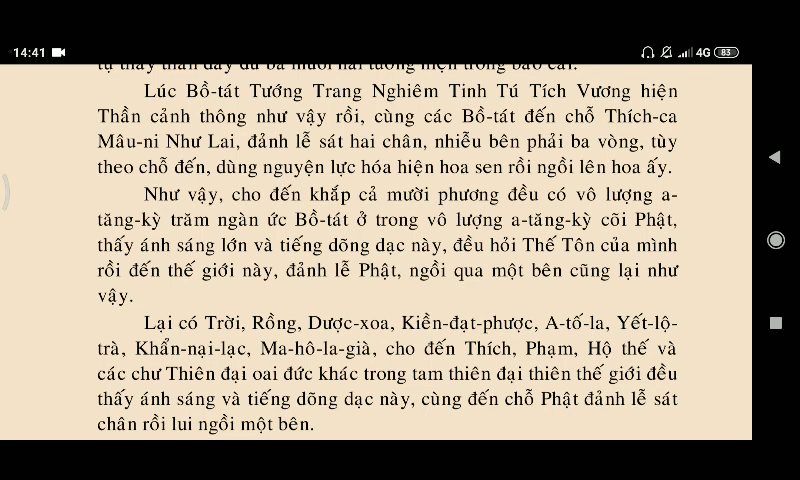 14:41
4G 83
Lúc Bồ-tát Tướng Trang Nghiêm Tinh Tú Tích Vương hiện
Thần cảnh thông như vậy rồi, cùng các Bồ-tát đến chỗ Thích-ca
Mâu-ni Như Lai, đảnh lễ sát hai chân, nhiễu bên phải ba vòng, tùy
theo chỗ đến, dùng nguyện lực hóa hiện hoa sen rồi ngồi lên hoa ấy.
Như vậy, cho đến khắp cả mười phương đều có vô lượng a-
tăng-kỳ trăm ngàn ức Bồ-tát ở trong vô lượng a-tăng-kỳ cõi Phật,
thấy ánh sáng lớn và tiếng dõng dạc này, đều hỏi Thế Tôn của mình
rồi đến thế giới này, đảnh lễ Phật, ngồi qua một bên cũng lại như
vậy.
Lại có Trời, Rồng, Dược-xoa, Kiền-đạt-phược, A-tố-la, Yết-lộ-
trà, Khẩn-nại-lạc, Ma-hô-la-già, cho đến Thích, Phạm, Hộ thế và
các chư Thiên đại oai đức khác trong tam thiên đại thiên thế giới đều
thấy ánh sáng và tiếng dõng dạc này, cùng đến chỗ Phật đảnh lễ sát
chân rồi lui ngồi một bên.